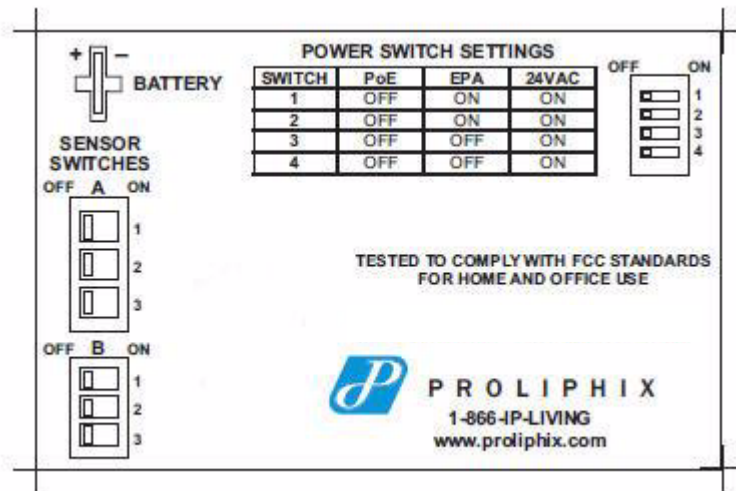 + –
BATTERY
POWER SWITCH SETTINGS
SWITCH PoE EPA 24VAC
1 OFF ON ON
2 OFF ON ON
3 OFF OFF ON
4 OFF OFF ON
OFF ON
1
2
3
4
SENSOR
SWITCHES
OFF A ON
1
2
3
OFF B ON
1
2
3
TESTED TO COMPLY WITH FCC STANDARDS
FOR HOME AND OFFICE USE
P PROLIPHIX
1-866-IP-LIVING
www.proliphix.com